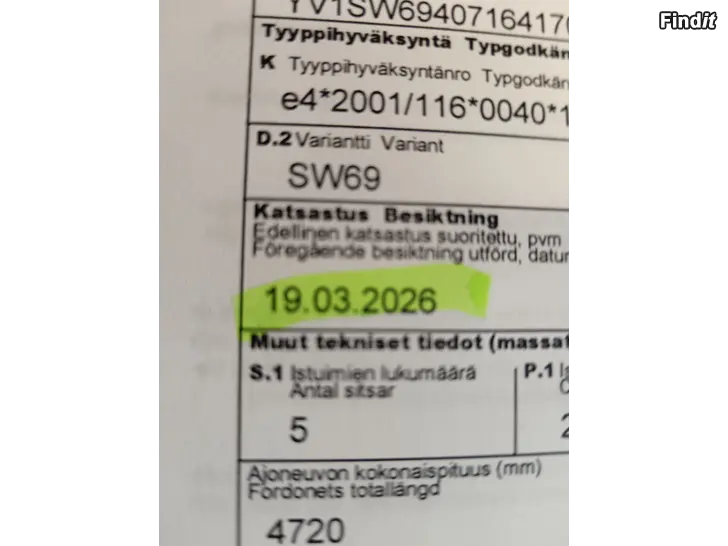 Findit
YV1SW6940716417
Tyyppihyväksyntä Typgodkän
K Tyyppihyväksyntänro Typgodkän
e4*2001/116*0040*1
D.2 Variantti Variant
SW69
Katsastus Besiktning
Edellinen katsastus suoritettu, pvm
Föregående besiktning utförd, datum
19.03.2026
Muut tekniset tiedot (massat
S.1 Istuimien lukumäärä
Antal sitsar
P.1
5
2
Ajoneuvon kokonaispituus (mm)
Fordonets totallängd
4720